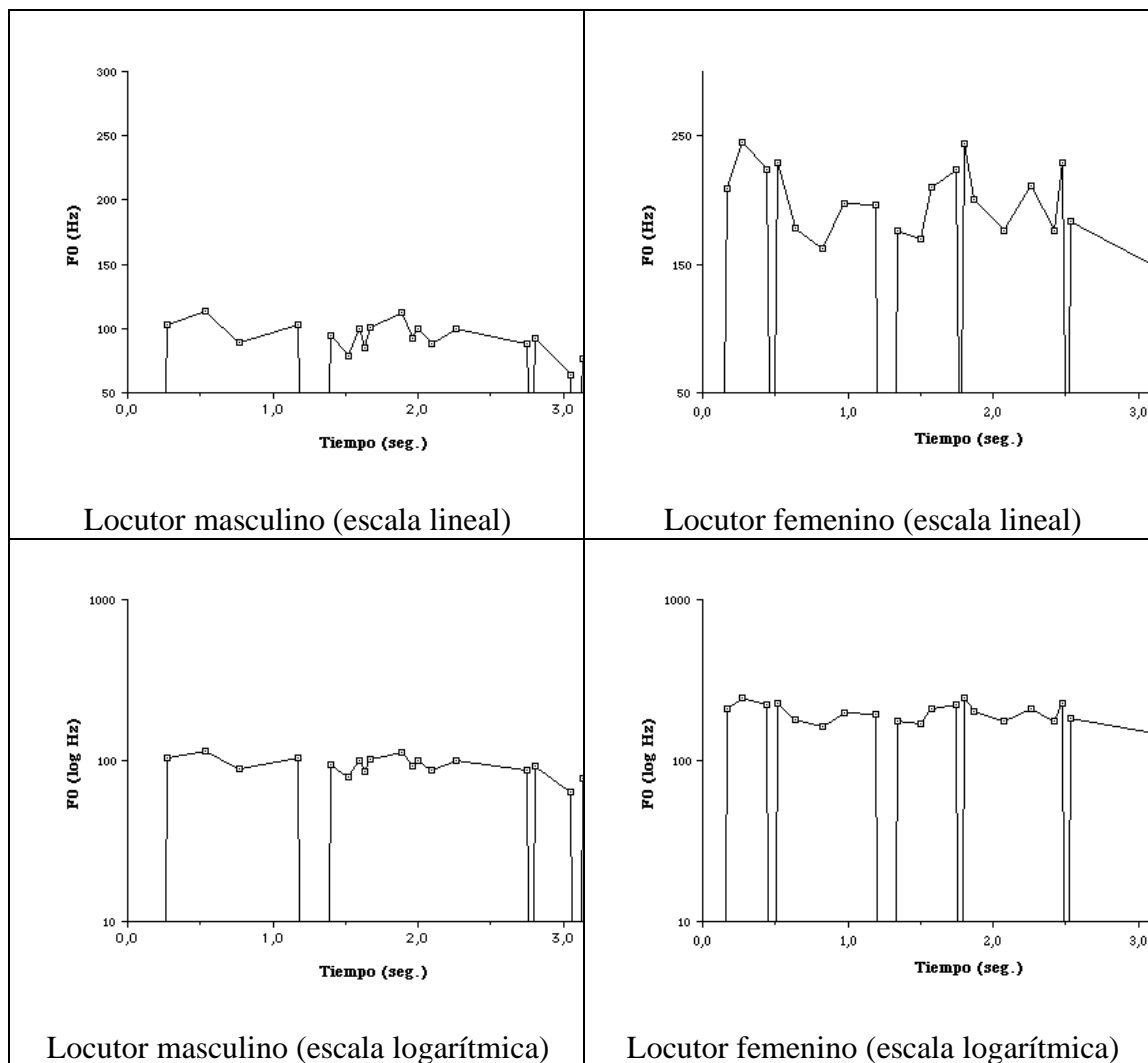 300
250
200
150
100
50
F0 (Hz)
0,0 1,0 2,0 3,0
Tiempo (seg.)
Locutor masculino (escala lineal)
250
150
50
F0 (Hz)
0,0 1,0 2,0 3,0
Tiempo (seg.)
Locutor femenino (escala lineal)
1000
100
10
F0 (log Hz)
0,0 1,0 2,0 3,0
Tiempo (seg.)
Locutor masculino (escala logarítmica)
1000
100
10
F0 (log Hz)
0,0 1,0 2,0 3,0
Tiempo (seg.)
Locutor femenino (escala logarítmica)